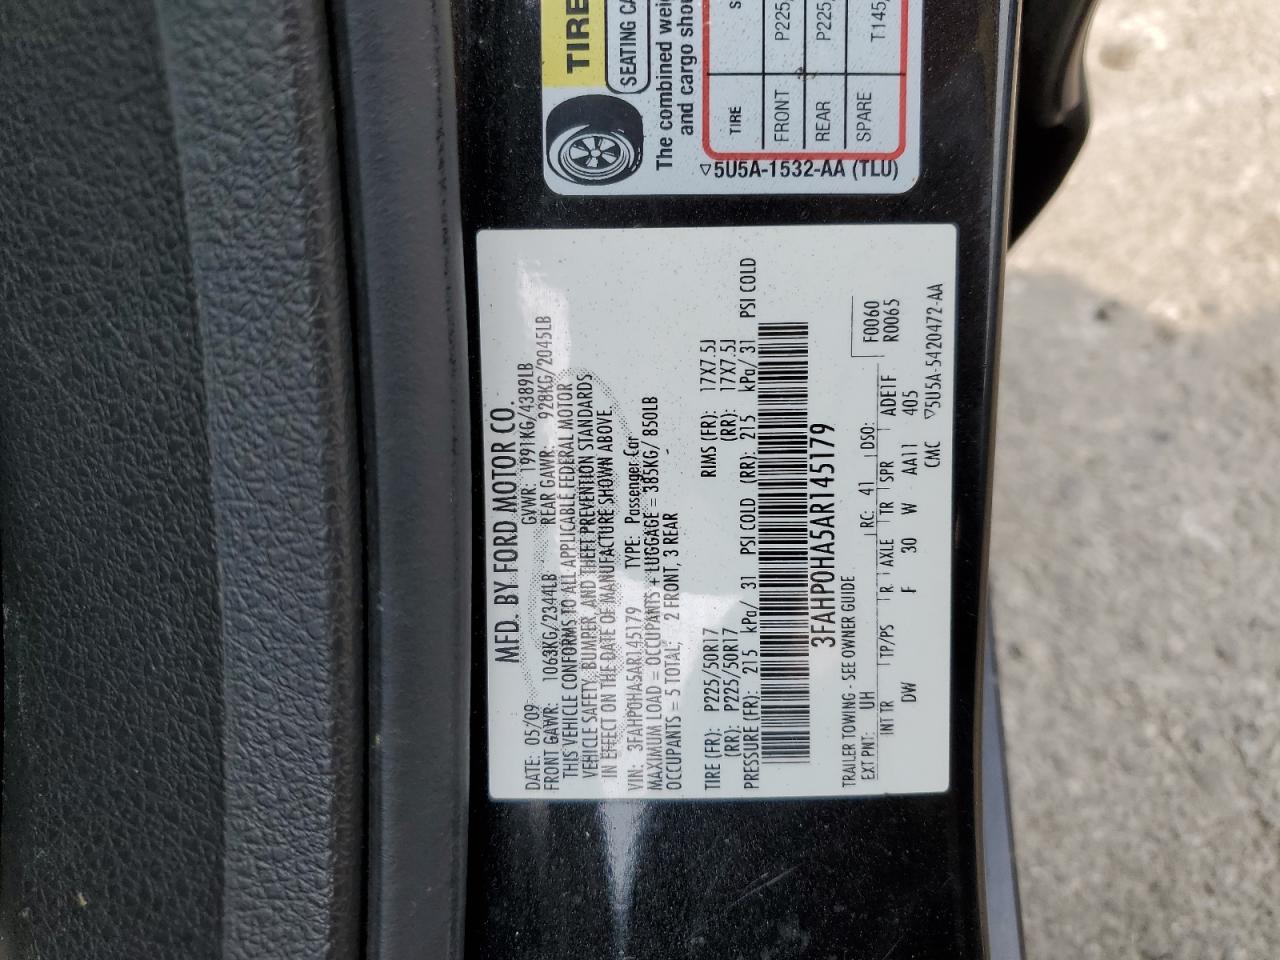 MFD. BY FORD MOTOR CO.
DATE: 05/09 GVWR: 1991KG/4389LB
FRONT GAWR: 1063KG/2344LB REAR GAWR: 928KG/2045LB
THIS VEHICLE CONFORMS TO ALL APPLICABLE FEDERAL MOTOR
VEHICLE SAFETY, BUMPER, AND THEFT PREVENTION STANDARDS
IN EFFECT ON THE DATE OF MANUFACTURE SHOWN ABOVE.
VIN: 3FAHP0HA5AR145179 TYPE: Passenger Car
MAXIMUM LOAD = OCCUPANTS + LUGGAGE = 385KG/ 850LB
OCCUPANTS = 5 TOTAL; 2 FRONT, 3 REAR
TIRE (FR): P225/50R17 RIMS (FR): 17X7.5J
(RR): P225/50R17 (RR): 17X7.5J
PRESSURE (FR): 215 kPa/ 31 PSI COLD (RR): 215 kPa/ 31 PSI COLD
3FAHP0HA5AR145179
TRAILER TOWING - SEE OWNER GUIDE
F0060
EXT PNT: UH RC: 41 DSO: R0065
INT TR TP/PS R AXLE TR SPR ADE1F
DW F 30 W AA11 405
CMC ▽5U5A-5420472-AA
TIRE
SEATING CA
The combined wei
and cargo shou
TIRE S
FRONT P225,
REAR P225,
SPARE T145,
▽5U5A-1532-AA (TLU)